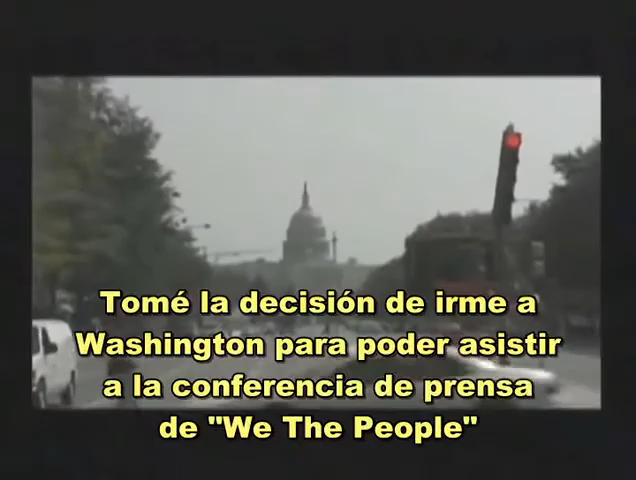 Tomé la decisión de irme a
Washington para poder asistir
a la conferencia de prensa
de "We The People"